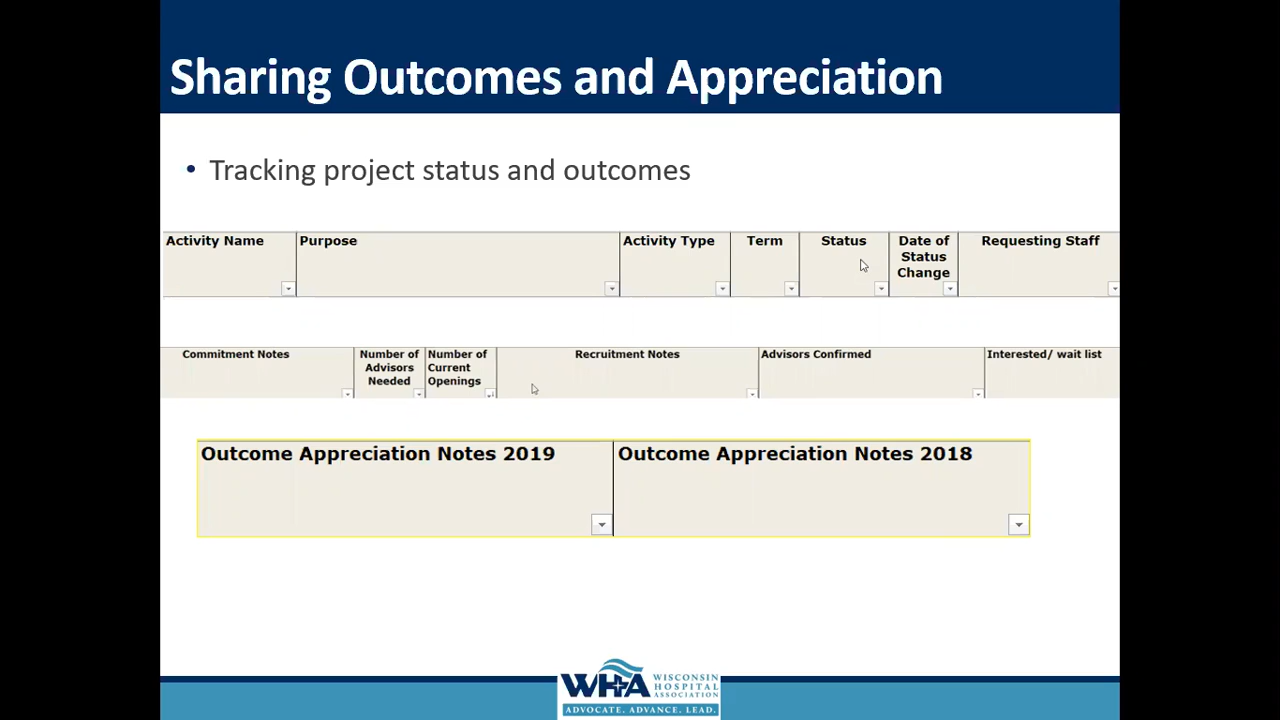 Sharing Outcomes and Appreciation
• Tracking project status and outcomes
Activity Name Purpose Activity Type Term Status Date of Status Change Requesting Staff
Commitment Notes Number of Advisors Needed Number of Current Openings Recruitment Notes Advisors Confirmed Interested/ wait list
Outcome Appreciation Notes 2019 Outcome Appreciation Notes 2018
WHA WISCONSIN HOSPITAL ASSOCIATION
ADVOCATE. ADVANCE. LEAD.